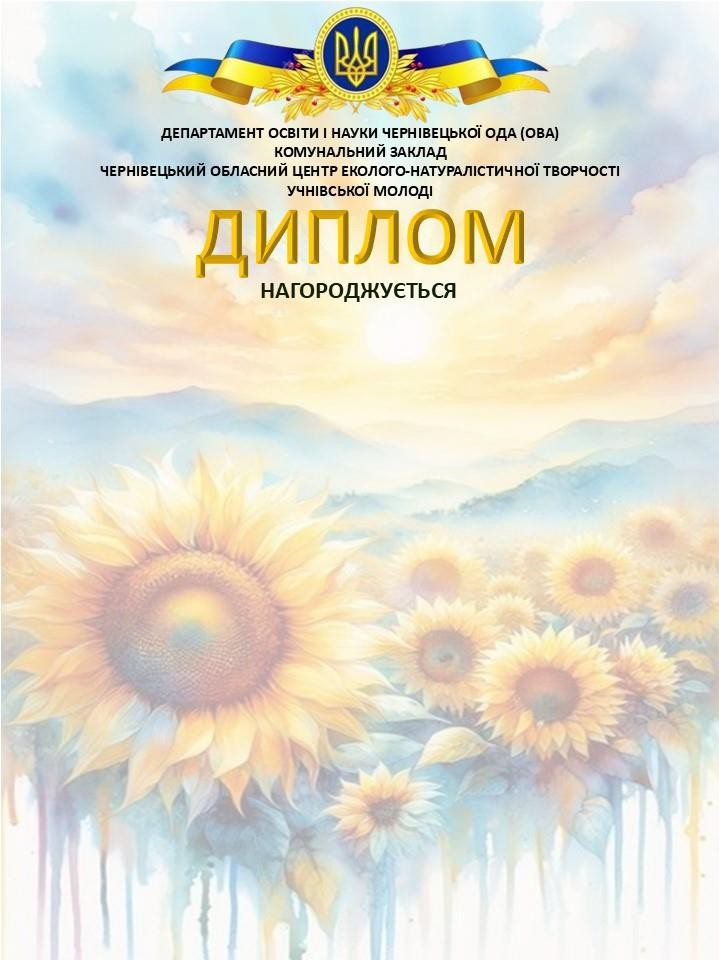 ДЕПАРТАМЕНТ ОСВІТИ І НАУКИ ЧЕРНІВЕЦЬКОЇ ОДА (ОВА)
КОМУНАЛЬНИЙ ЗАКЛАД
ЧЕРНІВЕЦЬКИЙ ОБЛАСНИЙ ЦЕНТР ЕКОЛОГО-НАТУРАЛІСТИЧНОЇ ТВОРЧОСТІ
УЧНІВСЬКОЇ МОЛОДІ
ДИПЛОМ
НАГОРОДЖУЄТЬСЯ